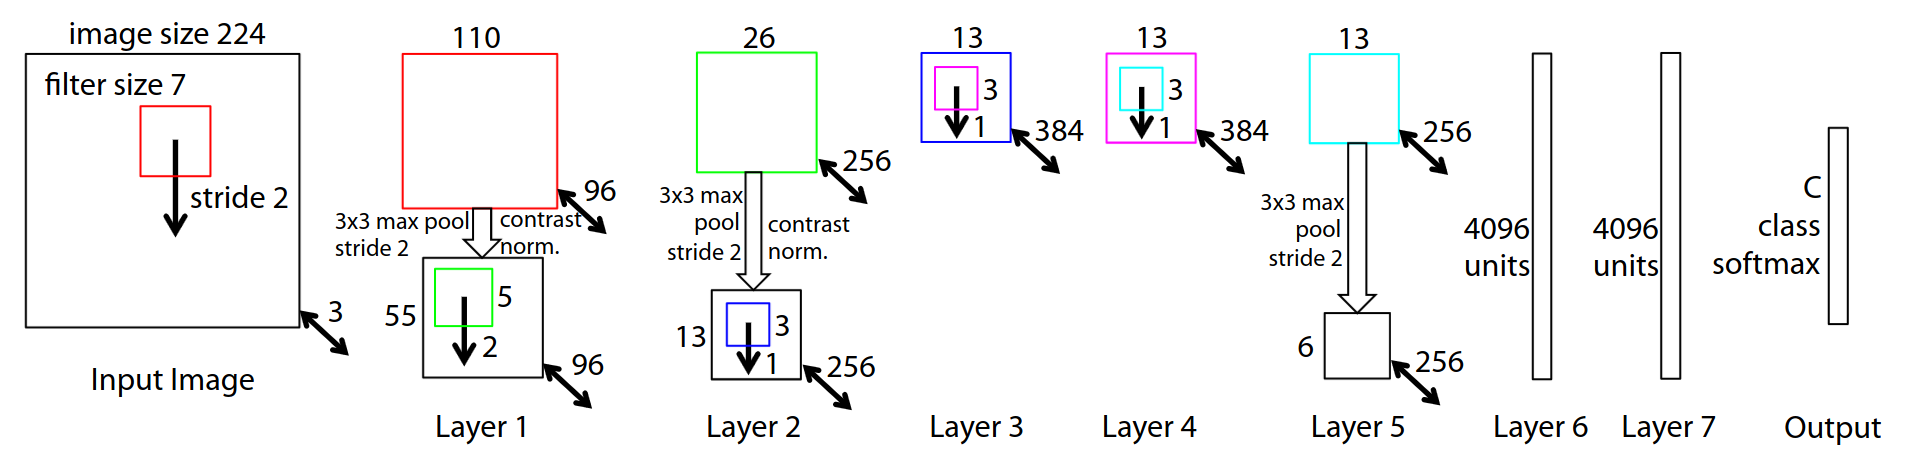 image size 224
filter size 7
stride 2
3
Input Image
110
96
3x3 max pool
stride 2
contrast
norm.
55
5
2
96
Layer 1
26
256
3x3 max
pool
stride 2
contrast
norm.
13
3
1
256
Layer 2
13
3
1
384
Layer 3
13
3
1
384
Layer 4
13
256
3x3 max
pool
stride 2
6
256
Layer 5
4096
units
Layer 6
4096
units
Layer 7
C
class
softmax
Output